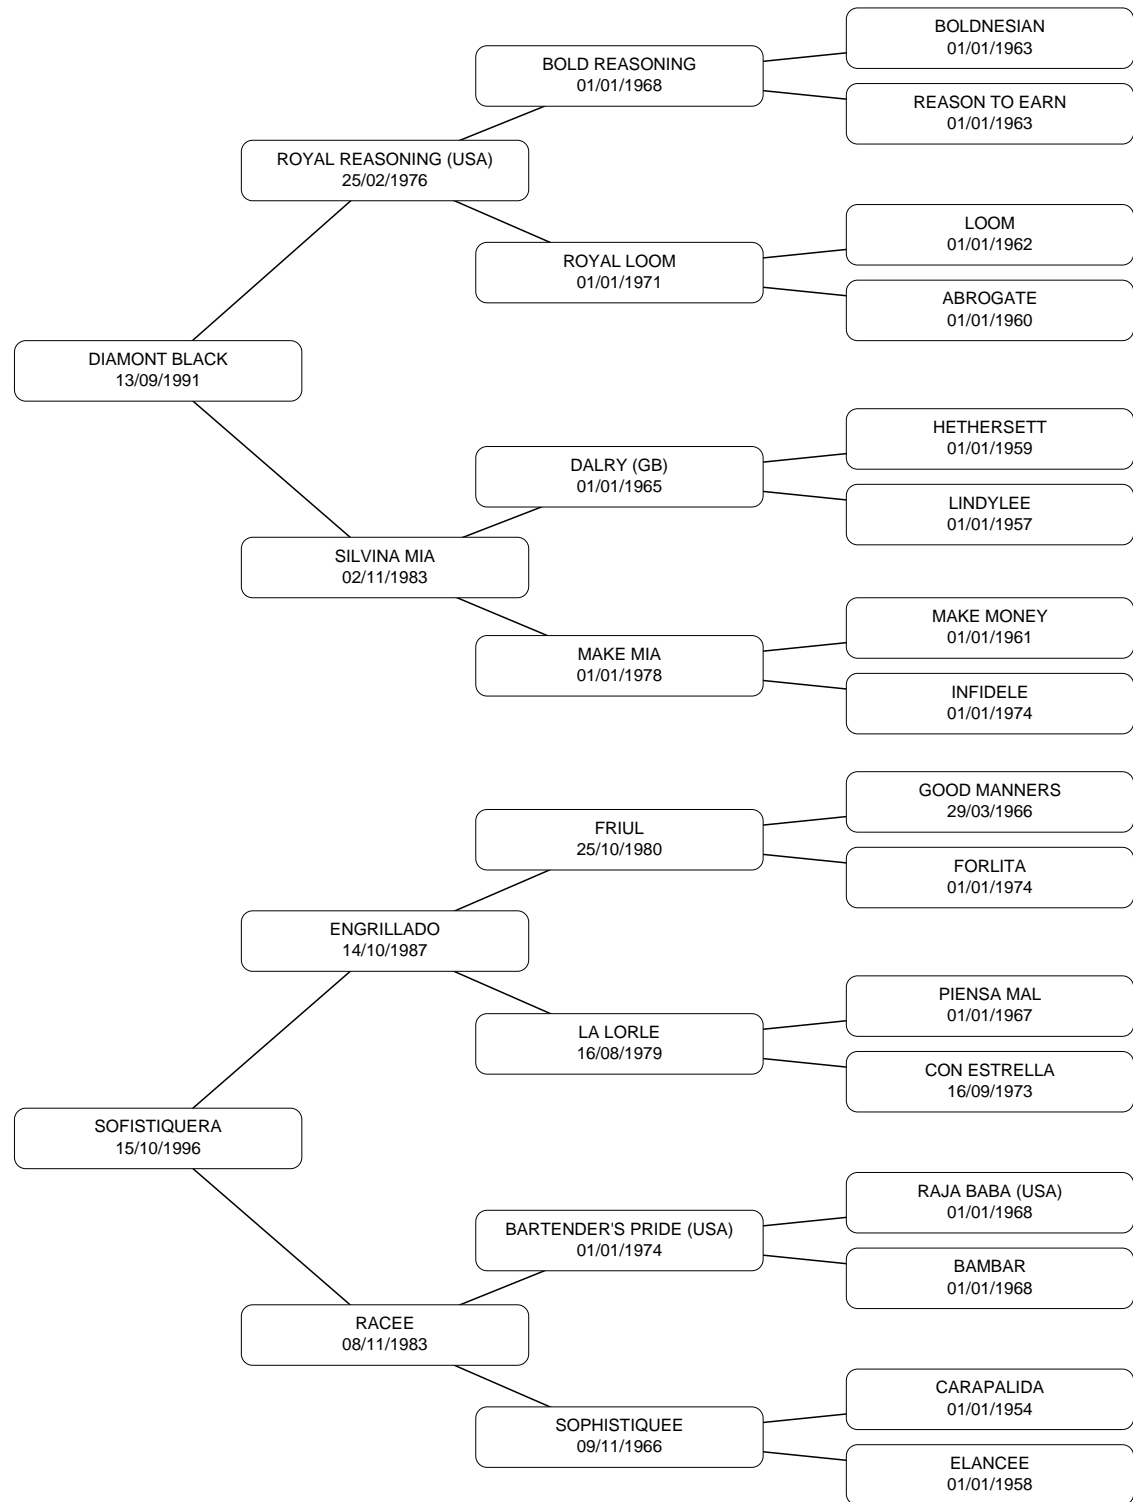 BOLDNESIAN
01/01/1963
BOLD REASONING
01/01/1968
REASON TO EARN
01/01/1963
ROYAL REASONING (USA)
25/02/1976
LOOM
01/01/1962
ROYAL LOOM
01/01/1971
ABROGATE
01/01/1960
DIAMONT BLACK
13/09/1991
HETHERSETT
01/01/1959
DALRY (GB)
01/01/1965
LINDYLEE
01/01/1957
SILVINA MIA
02/11/1983
MAKE MONEY
01/01/1961
MAKE MIA
01/01/1978
INFIDELE
01/01/1974
GOOD MANNERS
29/03/1966
FRIUL
25/10/1980
FORLITA
01/01/1974
ENGRILLADO
14/10/1987
PIENSA MAL
01/01/1967
LA LORLE
16/08/1979
CON ESTRELLA
16/09/1973
SOFISTIQUERA
15/10/1996
RAJA BABA (USA)
01/01/1968
BARTENDER'S PRIDE (USA)
01/01/1974
BAMBAR
01/01/1968
RACEE
08/11/1983
CARAPALIDA
01/01/1954
SOPHISTIQUEE
09/11/1966
ELANCEE
01/01/1958